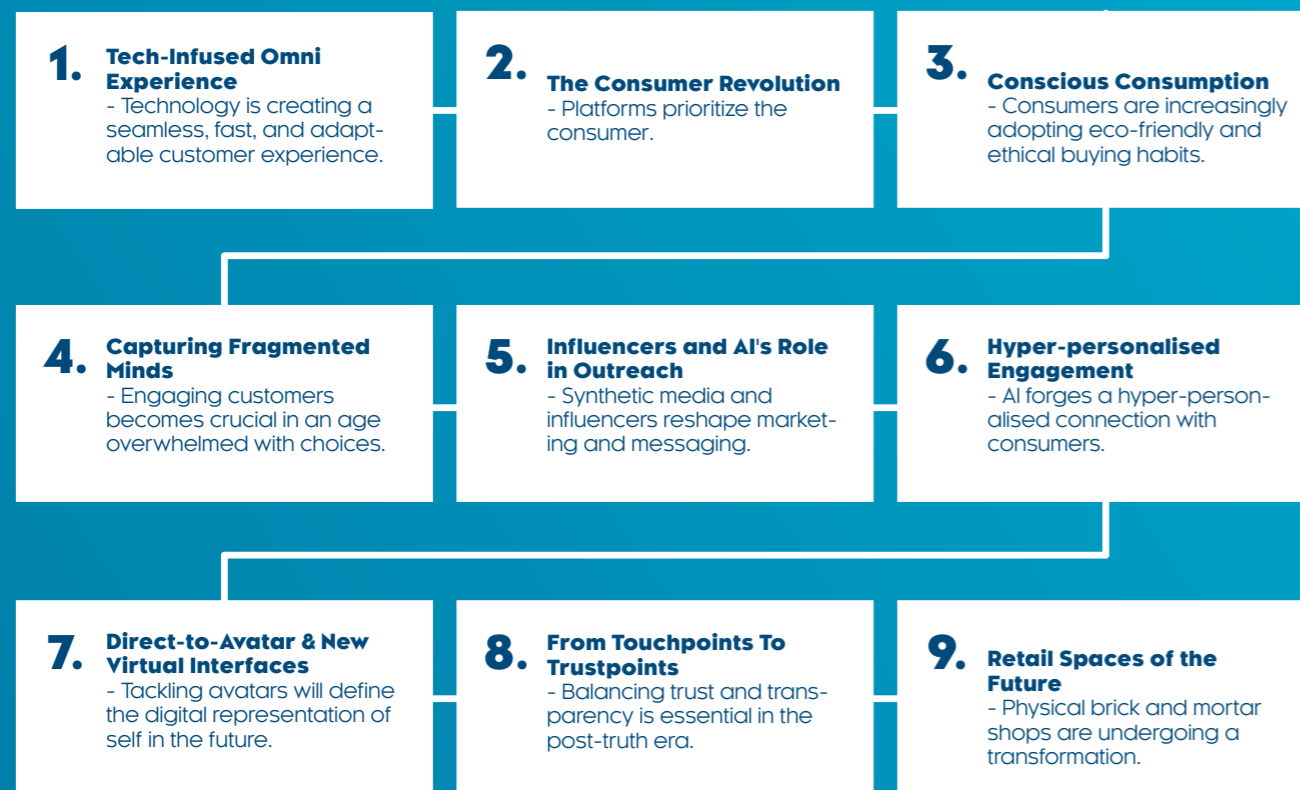 1.
Tech-Infused Omni
Experience
- Technology is creating a
seamless, fast, and adapt-
able customer experience.
2.
The Consumer Revolution
- Platforms prioritize the
consumer.
3.
Conscious Consumption
- Consumers are increasingly
adopting eco-friendly and
ethical buying habits.
4.
Capturing Fragmented
Minds
- Engaging customers
becomes crucial in an age
overwhelmed with choices.
5.
Influencers and AI's Role
in Outreach
- Synthetic media and
influencers reshape market-
ing and messaging.
6.
Hyper-personalised
Engagement
- AI forges a hyper-person-
alised connection with
consumers.
7.
Direct-to-Avatar & New
Virtual Interfaces
- Tackling avatars will define
the digital representation of
self in the future.
8.
From Touchpoints To
Trustpoints
- Balancing trust and trans-
parency is essential in the
post-truth era.
9.
Retail Spaces of the
Future
- Physical brick and mortar
shops are undergoing a
transformation.